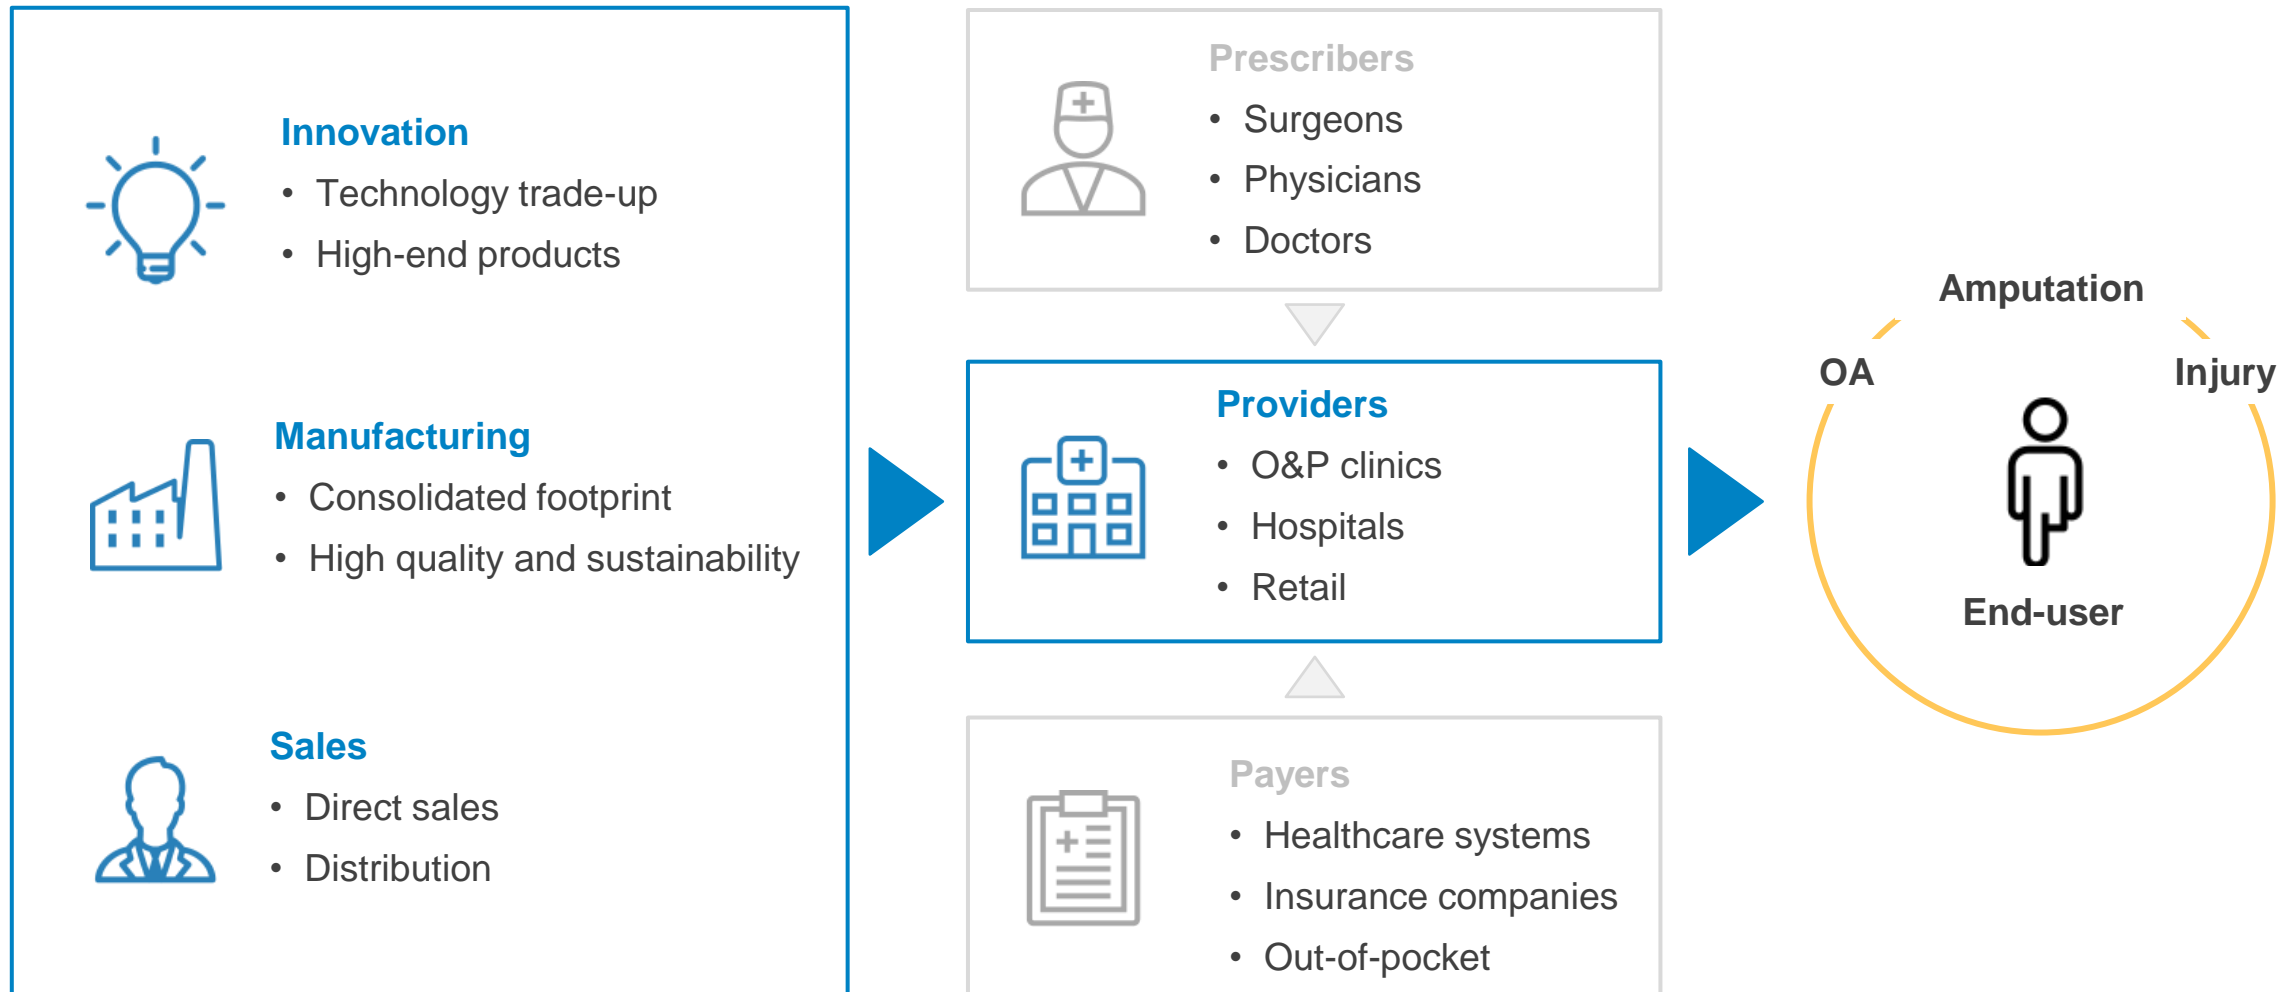 Innovation
• Technology trade-up
• High-end products
Manufacturing
• Consolidated footprint
• High quality and sustainability
Sales
• Direct sales
• Distribution
Prescribers
• Surgeons
• Physicians
• Doctors
Providers
• O&P clinics
• Hospitals
• Retail
Payers
• Healthcare systems
• Insurance companies
• Out-of-pocket
Amputation
OA
Injury
End-user